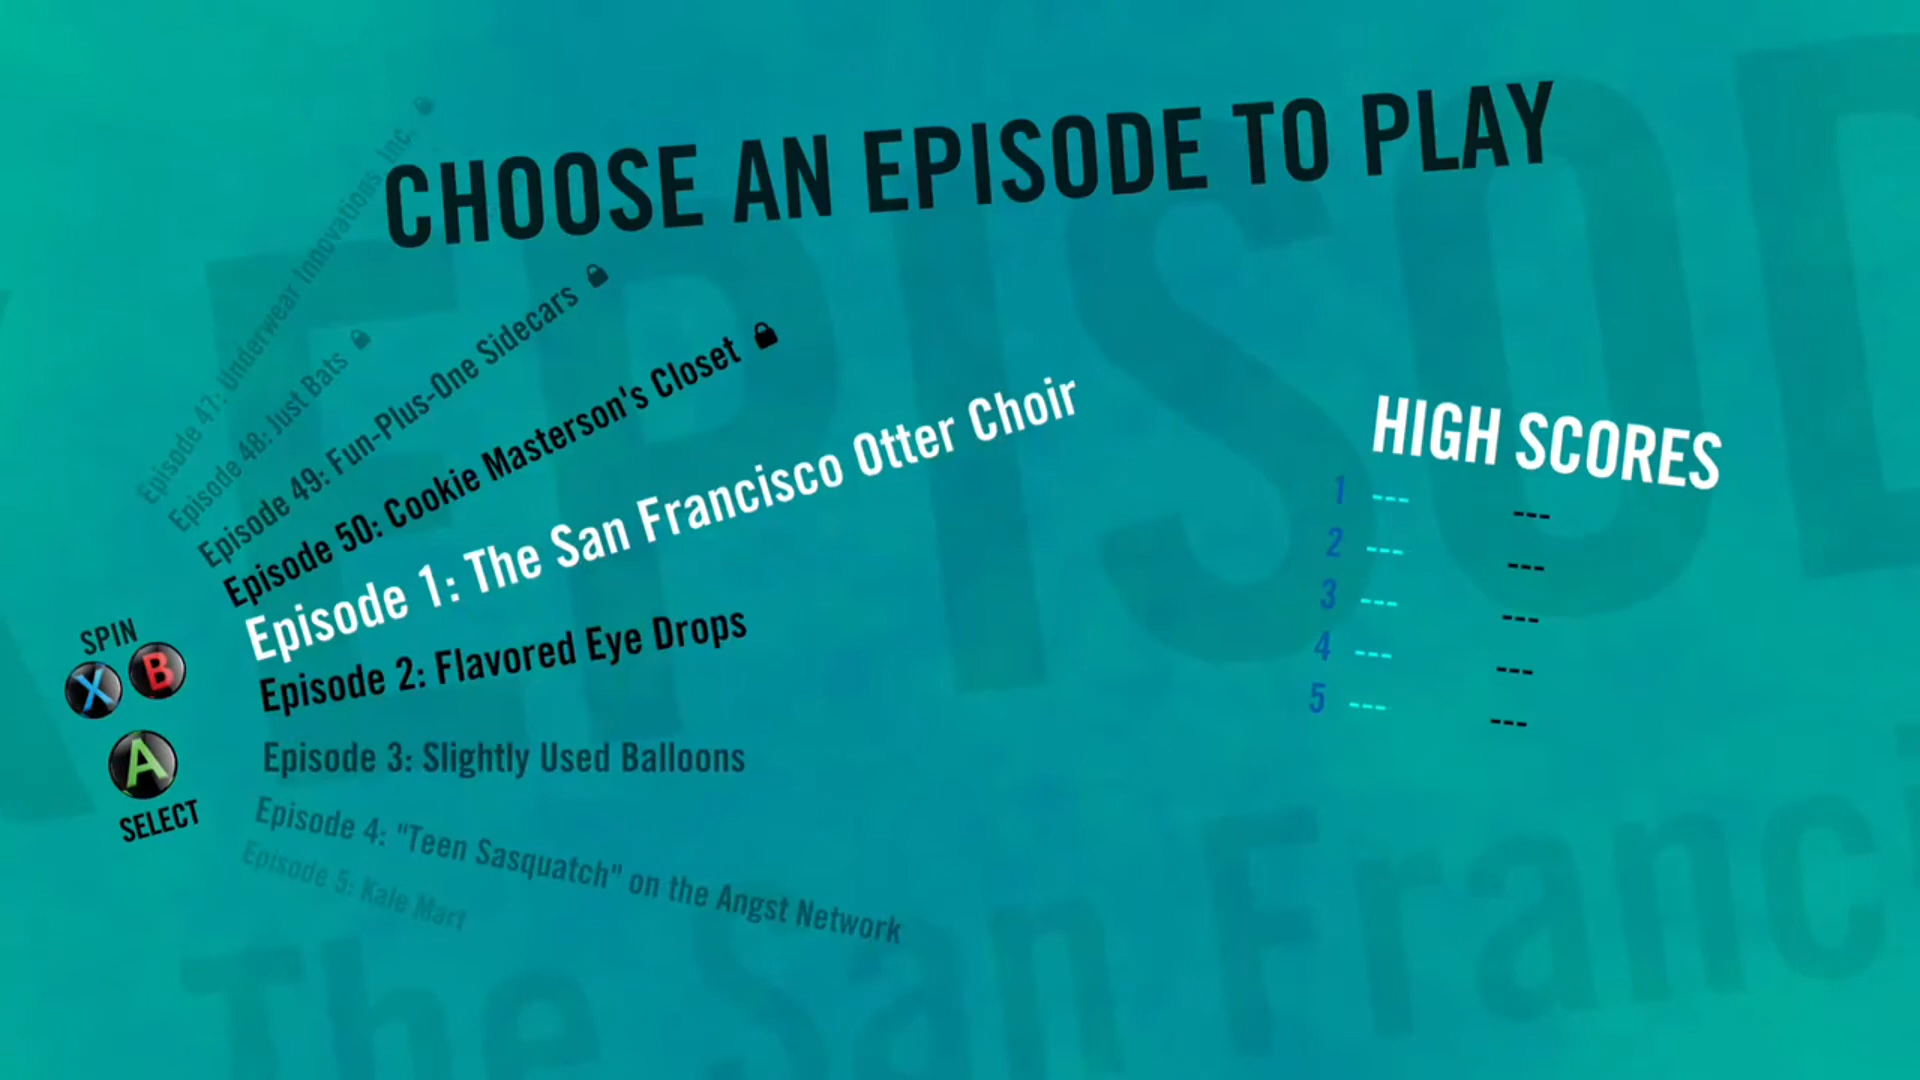 CHOOSE AN EPISODE TO PLAY
Episode 47: Underwear Innovations, Inc.
Episode 48: Just Bats
Episode 49: Fun-Plus-One Sidecars
Episode 50: Cookie Masterson's Closet
Episode 1: The San Francisco Otter Choir
Episode 2: Flavored Eye Drops
Episode 3: Slightly Used Balloons
Episode 4: "Teen Sasquatch" on the Angst Network
Episode 5: Kale Mart
SPIN
X B
A
SELECT
HIGH SCORES
1 --- ---
2 --- ---
3 --- ---
4 --- ---
5 --- ---
EPISOD
The San Franci